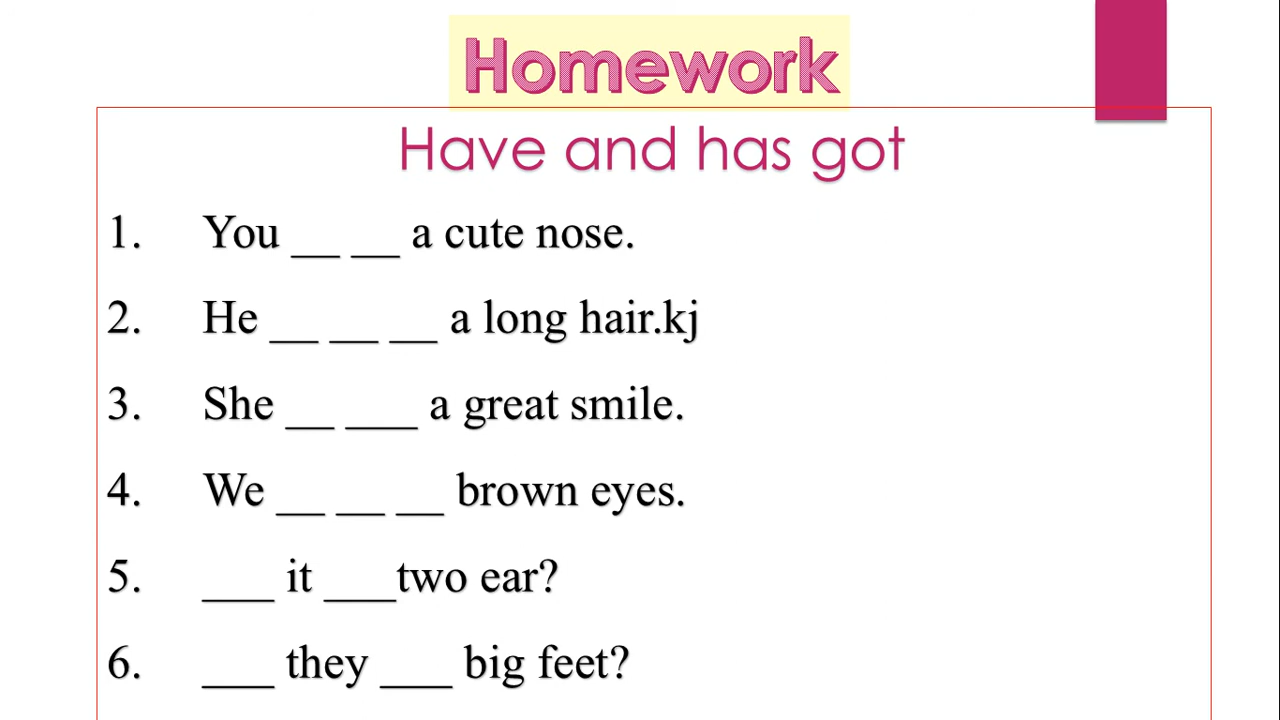 Homework
Have and has got
1. You __ __ a cute nose.
2. He __ __ __ a long hair.kj
3. She __ ___ a great smile.
4. We __ __ __ brown eyes.
5. ___ it ___two ear?
6. ___ they ___ big feet?